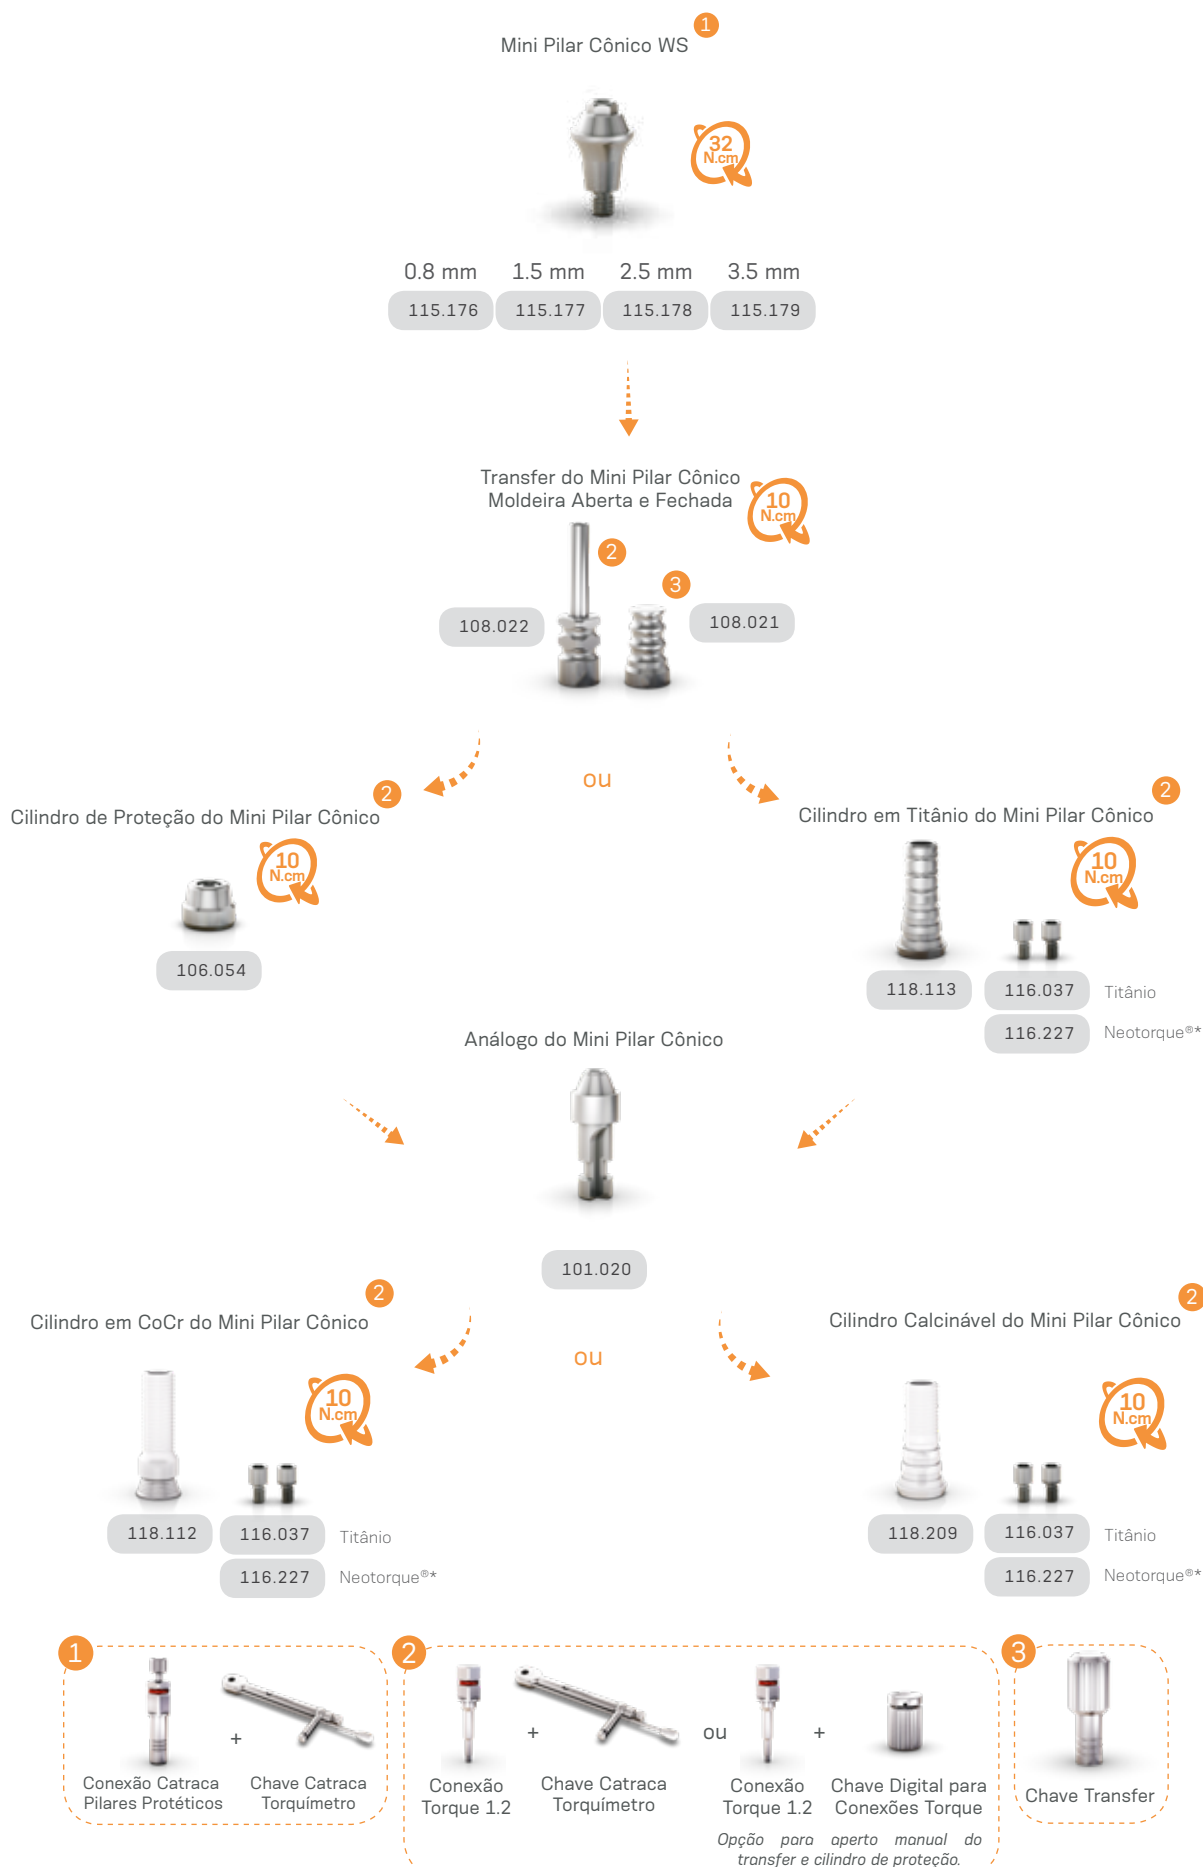 1
Mini Pilar Cônico WS
32
N.cm
0.8 mm 1.5 mm 2.5 mm 3.5 mm
115.176 115.177 115.178 115.179
Transfer do Mini Pilar Cônico
Moldeira Aberta e Fechada
10
N.cm
2
3
108.022
108.021
ou
2
Cilindro de Proteção do Mini Pilar Cônico
10
N.cm
106.054
2
Cilindro em Titânio do Mini Pilar Cônico
10
N.cm
118.113 116.037 Titânio
116.227 Neotorque®*
Análogo do Mini Pilar Cônico
101.020
2
Cilindro em CoCr do Mini Pilar Cônico
10
N.cm
118.112 116.037 Titânio
116.227 Neotorque®*
ou
2
Cilindro Calcinável do Mini Pilar Cônico
10
N.cm
118.209 116.037 Titânio
116.227 Neotorque®*
1
+
Conexão Catraca
Pilares Protéticos
Chave Catraca
Torquímetro
2
+
ou
+
Conexão
Torque 1.2
Chave Catraca
Torquímetro
Conexão
Torque 1.2
Chave Digital para
Conexões Torque
Opção para aperto manual do
transfer e cilindro de proteção.
3
Chave Transfer